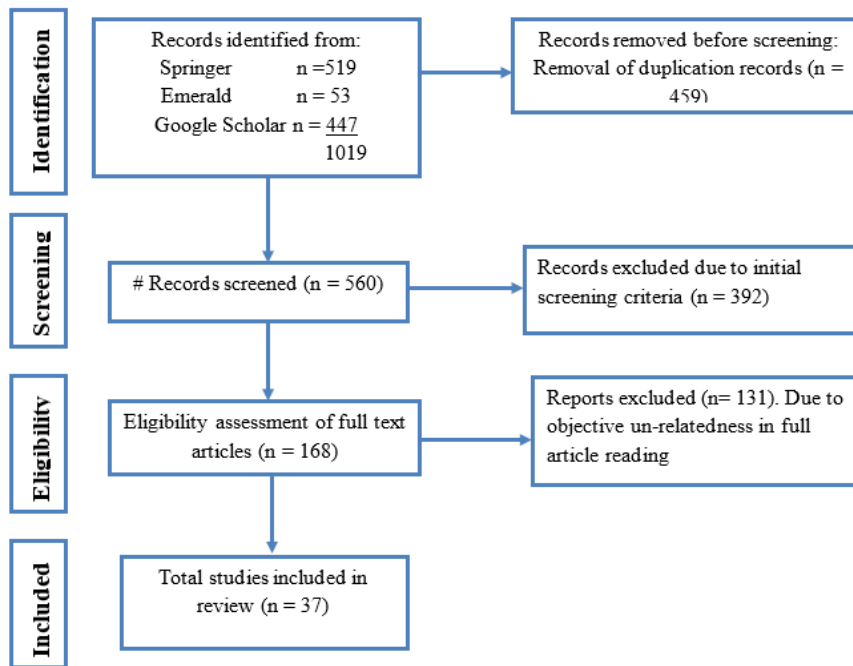 Identification
Records identified from:
Springer n =519
Emerald n = 53
Google Scholar n = 447
1019
Records removed before screening:
Removal of duplication records (n =
459)
Screening
# Records screened (n = 560)
Records excluded due to initial
screening criteria (n = 392)
Eligibility
Eligibility assessment of full text
articles (n = 168)
Reports excluded (n= 131). Due to
objective un-relatedness in full
article reading
Included
Total studies included in
review (n = 37)